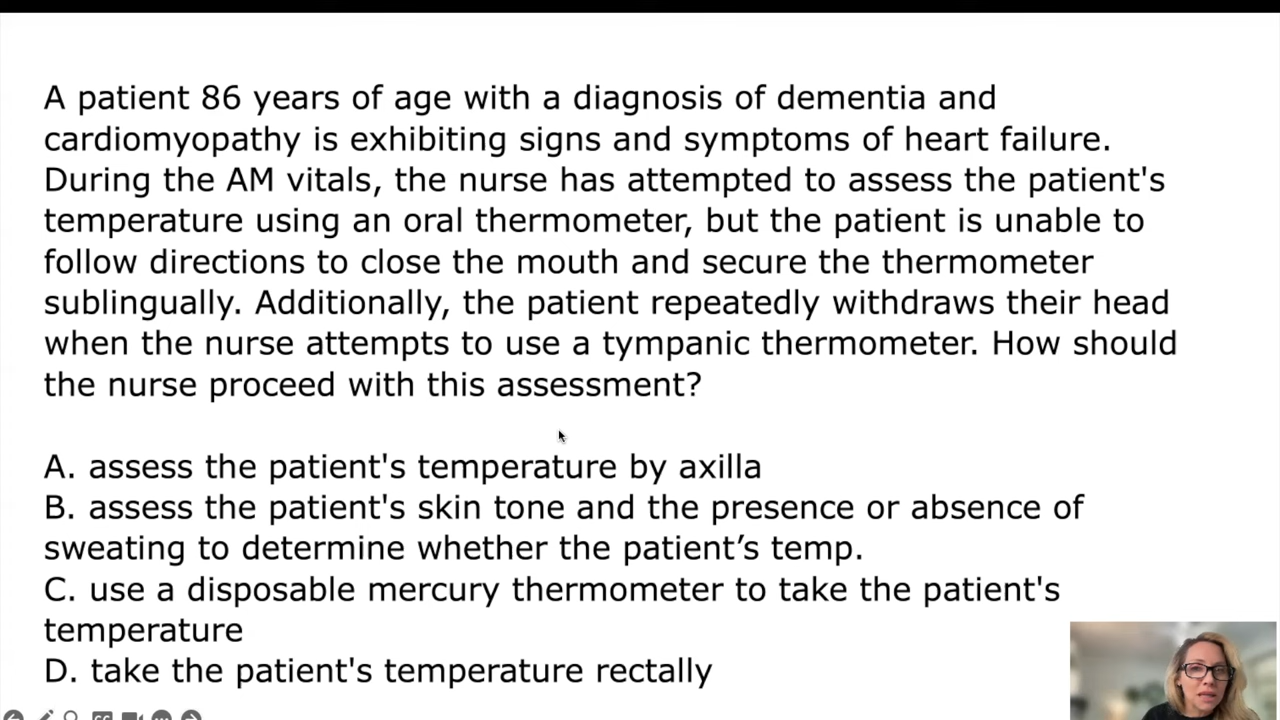 A patient 86 years of age with a diagnosis of dementia and
cardiomyopathy is exhibiting signs and symptoms of heart failure.
During the AM vitals, the nurse has attempted to assess the patient's
temperature using an oral thermometer, but the patient is unable to
follow directions to close the mouth and secure the thermometer
sublingually. Additionally, the patient repeatedly withdraws their head
when the nurse attempts to use a tympanic thermometer. How should
the nurse proceed with this assessment?
A. assess the patient's temperature by axilla
B. assess the patient's skin tone and the presence or absence of
sweating to determine whether the patient’s temp.
C. use a disposable mercury thermometer to take the patient's
temperature
D. take the patient's temperature rectally